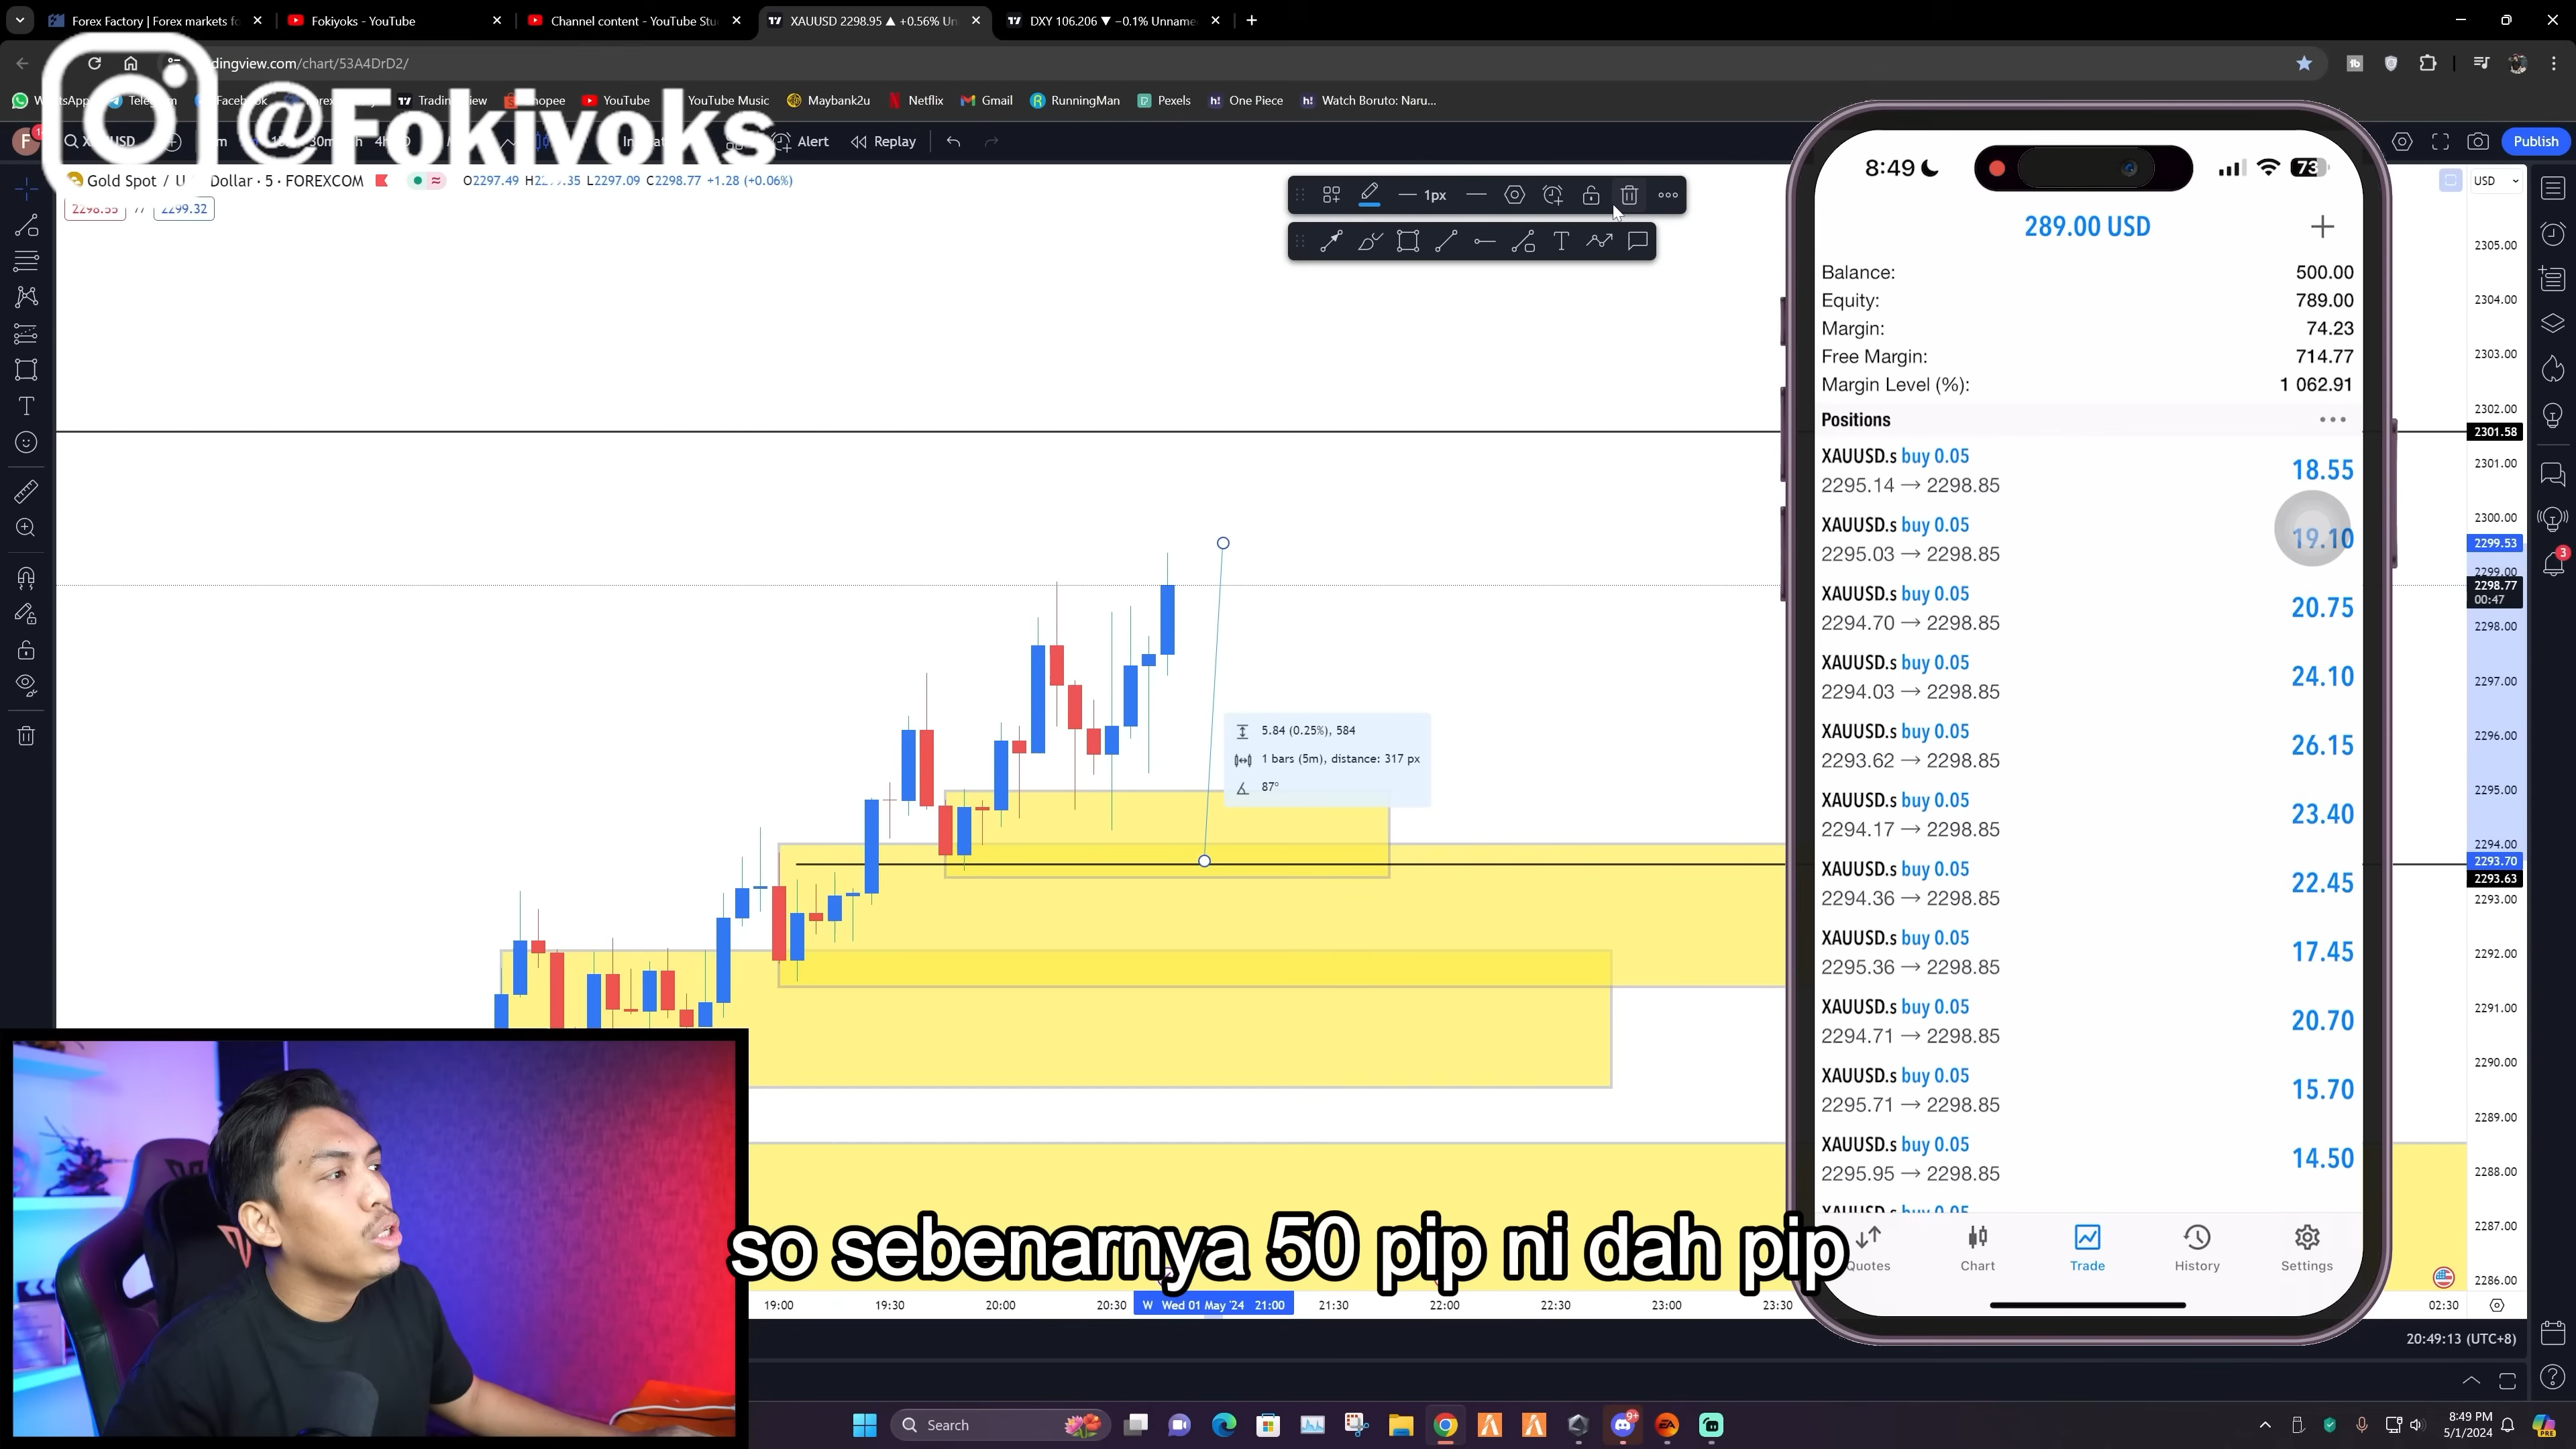 Forex Factory | Forex markets fo
Fokiyoks - YouTube
Channel content - YouTube Stu
XAUUSD 2298.95 ▲ +0.56% Un
DXY 106.206 ▼ −0.1% Unname
dingview.com/chart/53A4DrD2/
@Fokiyoks
YouTube
YouTube Music
Maybank2u
Netflix
Gmail
RunningMan
Pexels
One Piece
Watch Boruto: Naru...
Alert
Replay
Publish
Gold Spot / U Dollar · 5 · FOREXCOM
O2297.49 L2297.09 C2298.77 +1.28 (+0.06%)
2298.55
2299.32
1px
USD
2305.00
2304.00
2303.00
2302.00
2301.58
2301.00
2300.00
2299.53
2299.00
2298.77
00:47
2298.00
2297.00
2296.00
2295.00
2294.00
2293.70
2293.63
2293.00
2292.00
2291.00
2290.00
2289.00
2288.00
2287.00
2286.00
5.84 (0.25%), 584
1 bars (5m), distance: 317 px
87°
8:49
73
289.00 USD
Balance: 500.00
Equity: 789.00
Margin: 74.23
Free Margin: 714.77
Margin Level (%): 1 062.91
Positions
XAUUSD.s buy 0.05
2295.14 → 2298.85
18.55
XAUUSD.s buy 0.05
2295.03 → 2298.85
19.10
XAUUSD.s buy 0.05
2294.70 → 2298.85
20.75
XAUUSD.s buy 0.05
2294.03 → 2298.85
24.10
XAUUSD.s buy 0.05
2293.62 → 2298.85
26.15
XAUUSD.s buy 0.05
2294.17 → 2298.85
23.40
XAUUSD.s buy 0.05
2294.36 → 2298.85
22.45
XAUUSD.s buy 0.05
2295.36 → 2298.85
17.45
XAUUSD.s buy 0.05
2294.71 → 2298.85
20.70
XAUUSD.s buy 0.05
2295.71 → 2298.85
15.70
XAUUSD.s buy 0.05
2295.95 → 2298.85
14.50
Quotes
Chart
Trade
History
Settings
so sebenarnya 50 pip ni dah pip
19:00
19:30
20:00
20:30
W Wed 01 May '24 21:00
21:30
22:00
22:30
23:00
23:30
02:30
20:49:13 (UTC+8)
Search
8:49 PM
5/1/2024